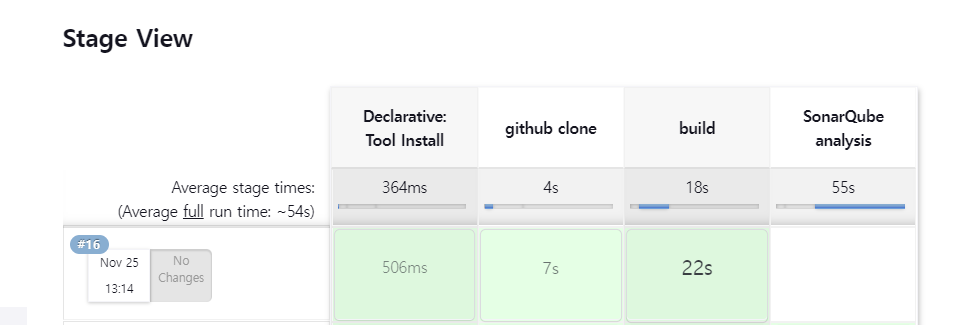 Stage View
Declarative:
Tool Install
github clone
build
SonarQube
analysis
Average stage times:
(Average full run time: ~54s)
364ms
4s
18s
55s
#16
Nov 25
13:14
No
Changes
506ms
7s
22s